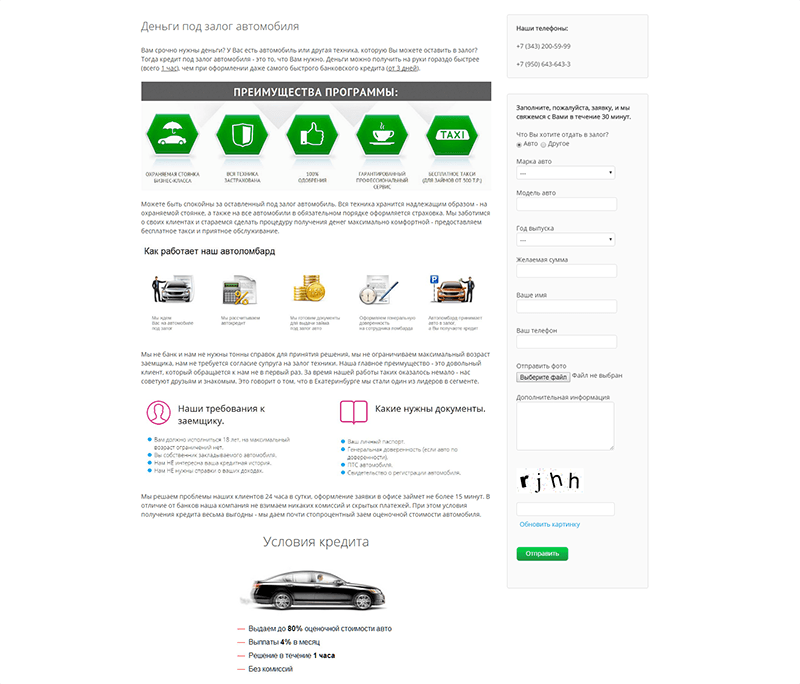 Деньги под залог автомобиля
Вам срочно нужны деньги? У Вас есть автомобиль или другая техника, которую Вы можете оставить в залог?
Тогда кредит под залог автомобиля - это то, что Вам нужно. Деньги можно получить на руки гораздо быстрее
(всего 1 час), чем при оформлении даже самого быстрого банковского кредита (от 3 дней).
ПРЕИМУЩЕСТВА ПРОГРАММЫ:
TAXI
ОХРАНЯЕМАЯ СТОЯНКА
БИЗНЕС-КЛАССА
ВСЯ ТЕХНИКА
ЗАСТРАХОВАНА
100%
ОДОБРЕНИЯ
ГАРАНТИРОВАННЫЙ
ПРОФЕССИОНАЛЬНЫЙ
СЕРВИС
БЕСПЛАТНОЕ ТАКСИ
(ДЛЯ ЗАЙМОВ ОТ 500 Т.Р.)
Можете быть спокойны за оставленный под залог автомобиль. Вся техника хранится надлежащим образом - на
охраняемой стоянке, а также на все автомобили в обязательном порядке оформляется страховка. Мы заботимся
о своих клиентах и стараемся сделать процедуру получения денег максимально комфортной - предоставляем
бесплатное такси и приятное обслуживание.
Как работает наш автоломбард
Мы ждем
Вас на автомобиле
под залог
Мы рассчитываем
автокредит
Мы готовим документы
для выдачи займа
под залог авто
Оформляем генеральную
доверенность
на сотрудника ломбарда
P
Автоломбард принимает
авто в залог,
а Вы получаете кредит
Мы не банк и нам не нужны тонны справок для принятия решения, мы не ограничиваем максимальный возраст
заемщика, нам не требуется согласие супруга на залог техники. Наша главное преимущество - это довольный
клиент, который обращается к нам не в первый раз. За время нашей работы таких оказалось немало - нас
советуют друзьям и знакомым. Это говорит о том, что в Екатеринбурге мы стали один из лидеров в сегменте.
Наши требования к
заемщику.
Вам должно исполниться 18 лет, на максимальный
возраст ограничений нет.
Вы собственник закладываемого автомобиля.
Нам НЕ интересна ваша кредитная история.
Нам НЕ нужны справки о ваших доходах.
Какие нужны документы.
Ваш личный паспорт.
Генеральная доверенность (если авто по
доверенности).
ПТС автомобиля.
Свидетельство о регистрации автомобиля.
Мы решаем проблемы наших клиентов 24 часа в сутки, оформление заявки в офисе займет не более 15 минут. В
отличие от банков наша компания не взимаем никаких комиссий и скрытых платежей. При этом условия
получения кредита весьма выгодны - мы даем почти стопроцентный заем оценочной стоимости автомобиля.
Условия кредита
— Выдаем до 80% оценочной стоимости авто
— Выплаты 4% в месяц
— Решение в течение 1 часа
— Без комиссий
Наши телефоны:
+7 (343) 200-59-99
+7 (950) 643-643-3
Заполните, пожалуйста, заявку, и мы
свяжемся с Вами в течение 30 минут.
Что Вы хотите отдать в залог?
Авто Другое
Марка авто
---
Модель авто
Год выпуска
---
Желаемая сумма
Ваше имя
Ваш телефон
Отправить фото
Выберите файл Файл не выбран
Дополнительная информация
rjhh
Обновить картинку
Отправить